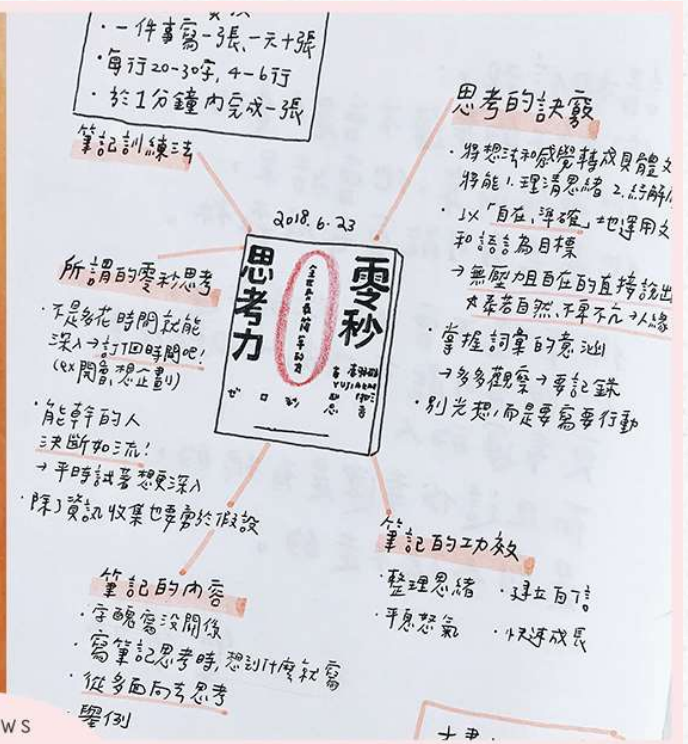 ・一件事寫一張、一天十張
・每行20-30字, 4-6行
・於1分鐘內完成一張
筆記訓練法
思考的訣竅
・將想法和感覺轉成具體文
將能 1.理清思緒 2.紓解
・以「自在、準確」地運用文
和語言為目標
→無壓力且自在的直接說出
泰若自然、不卑不亢→人緣
・掌握詞彙的意涵
→多多觀察→要記錄
・別光想,而是要寫要行動
2018.6.23
零秒
思考力
0
ゼロ
所謂的零秒思考
・不是多花時間就能
深入→訂個時間吧!
(ex 開會,想企劃)
・能幹的人
決斷如流!
→平時試著想更深入
・除了資訊收集也要勇於假設
筆記的功效
・整理思緒 ・建立自信
・平息怒氣 ・快速成長
筆記的內容
・字醜寫沒關係
・寫筆記思考時,想到什麼就寫
・從多面向去思考
・舉例
WS